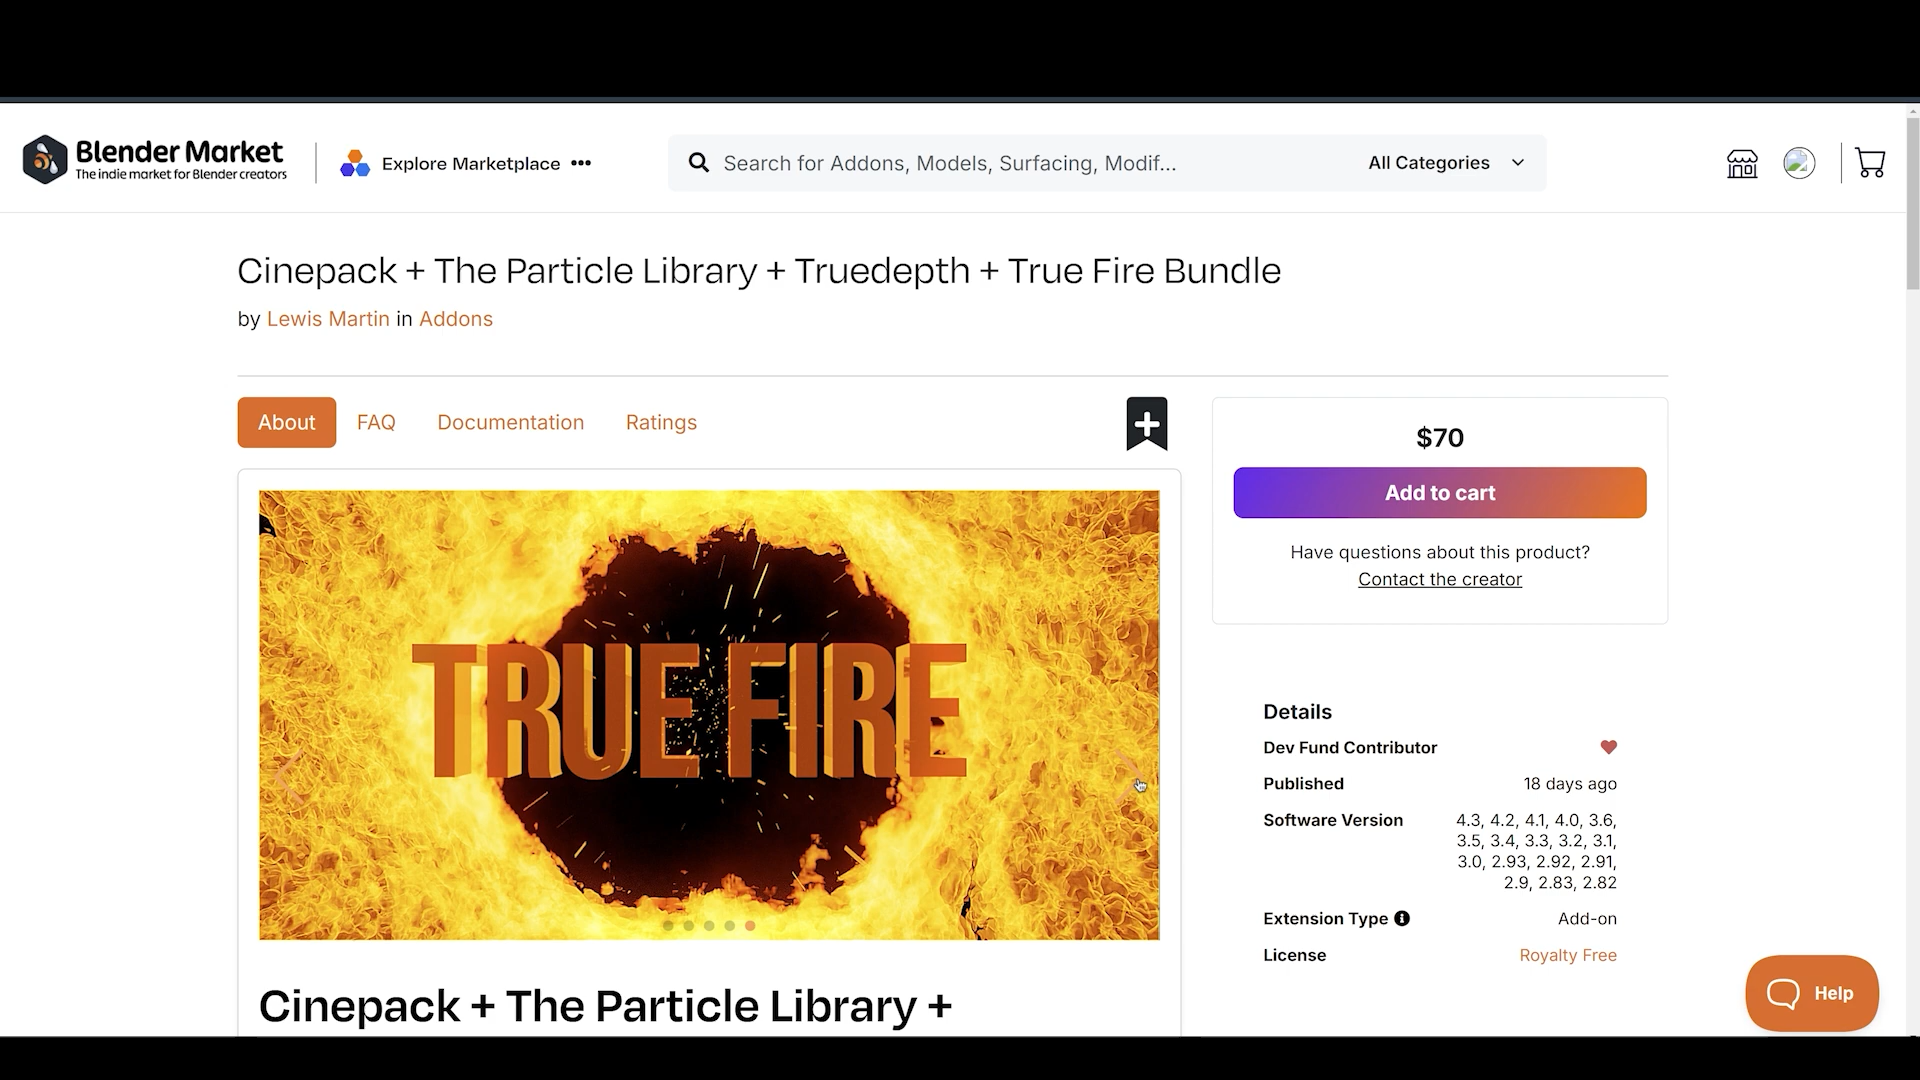 Blender Market
The indie market for Blender creators
Explore Marketplace •••
Search for Addons, Models, Surfacing, Modif...
All Categories
Cinepack + The Particle Library + Truedepth + True Fire Bundle
by Lewis Martin in Addons
About
FAQ
Documentation
Ratings
TRUE FIRE
Cinepack + The Particle Library +
$70
Add to cart
Have questions about this product?
Contact the creator
Details
Dev Fund Contributor
Published 18 days ago
Software Version 4.3, 4.2, 4.1, 4.0, 3.6,
3.5, 3.4, 3.3, 3.2, 3.1,
3.0, 2.93, 2.92, 2.91,
2.9, 2.83, 2.82
Extension Type Add-on
License Royalty Free
Help